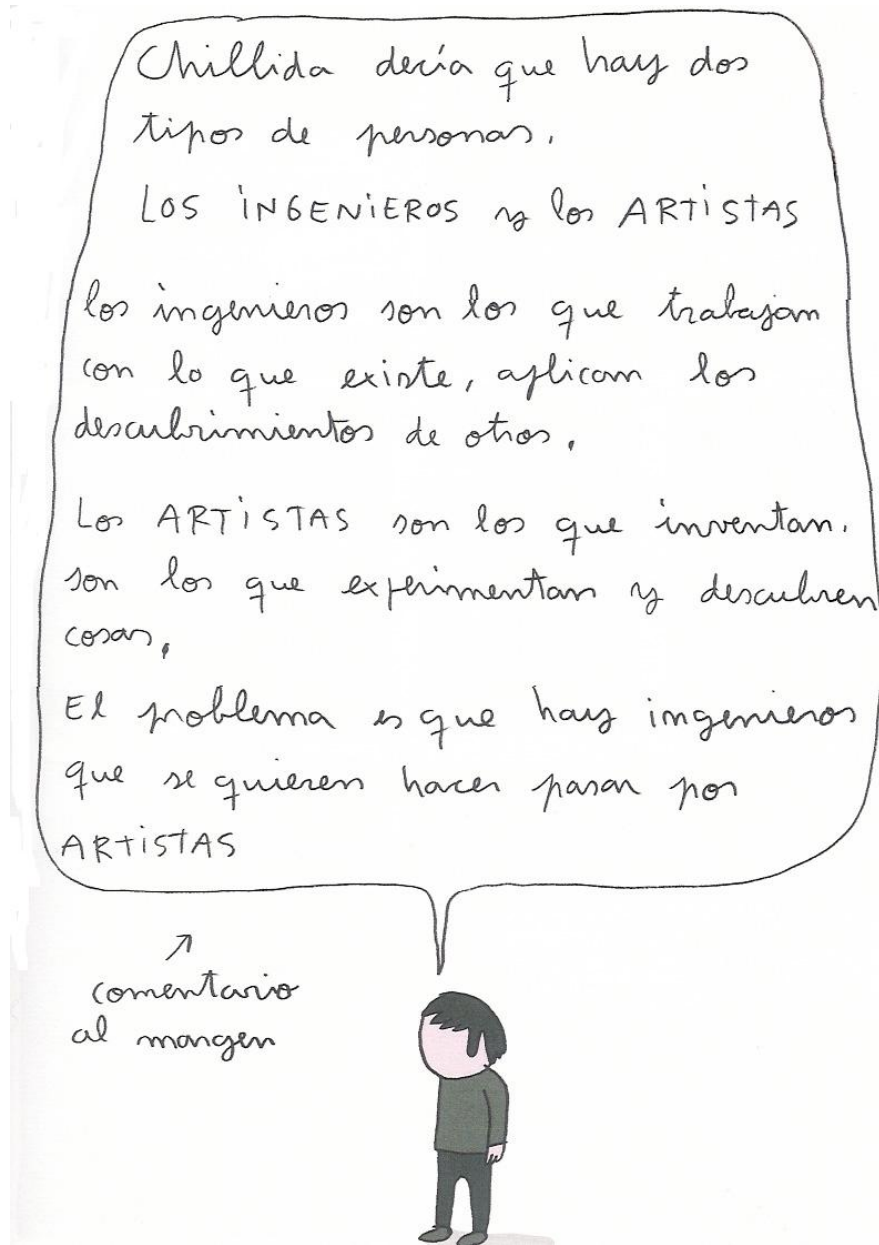 Chillida decía que hay dos
tipos de personas.
LOS INGENIEROS y los ARTISTAS
los ingenieros son los que trabajan
con lo que existe, aplican los
descubrimientos de otros.
Los ARTISTAS son los que inventan.
son los que experimentan y descubren
cosas.
El problema es que hay ingenieros
que se quieren hacer pasar por
ARTISTAS
↗
comentario
al margen